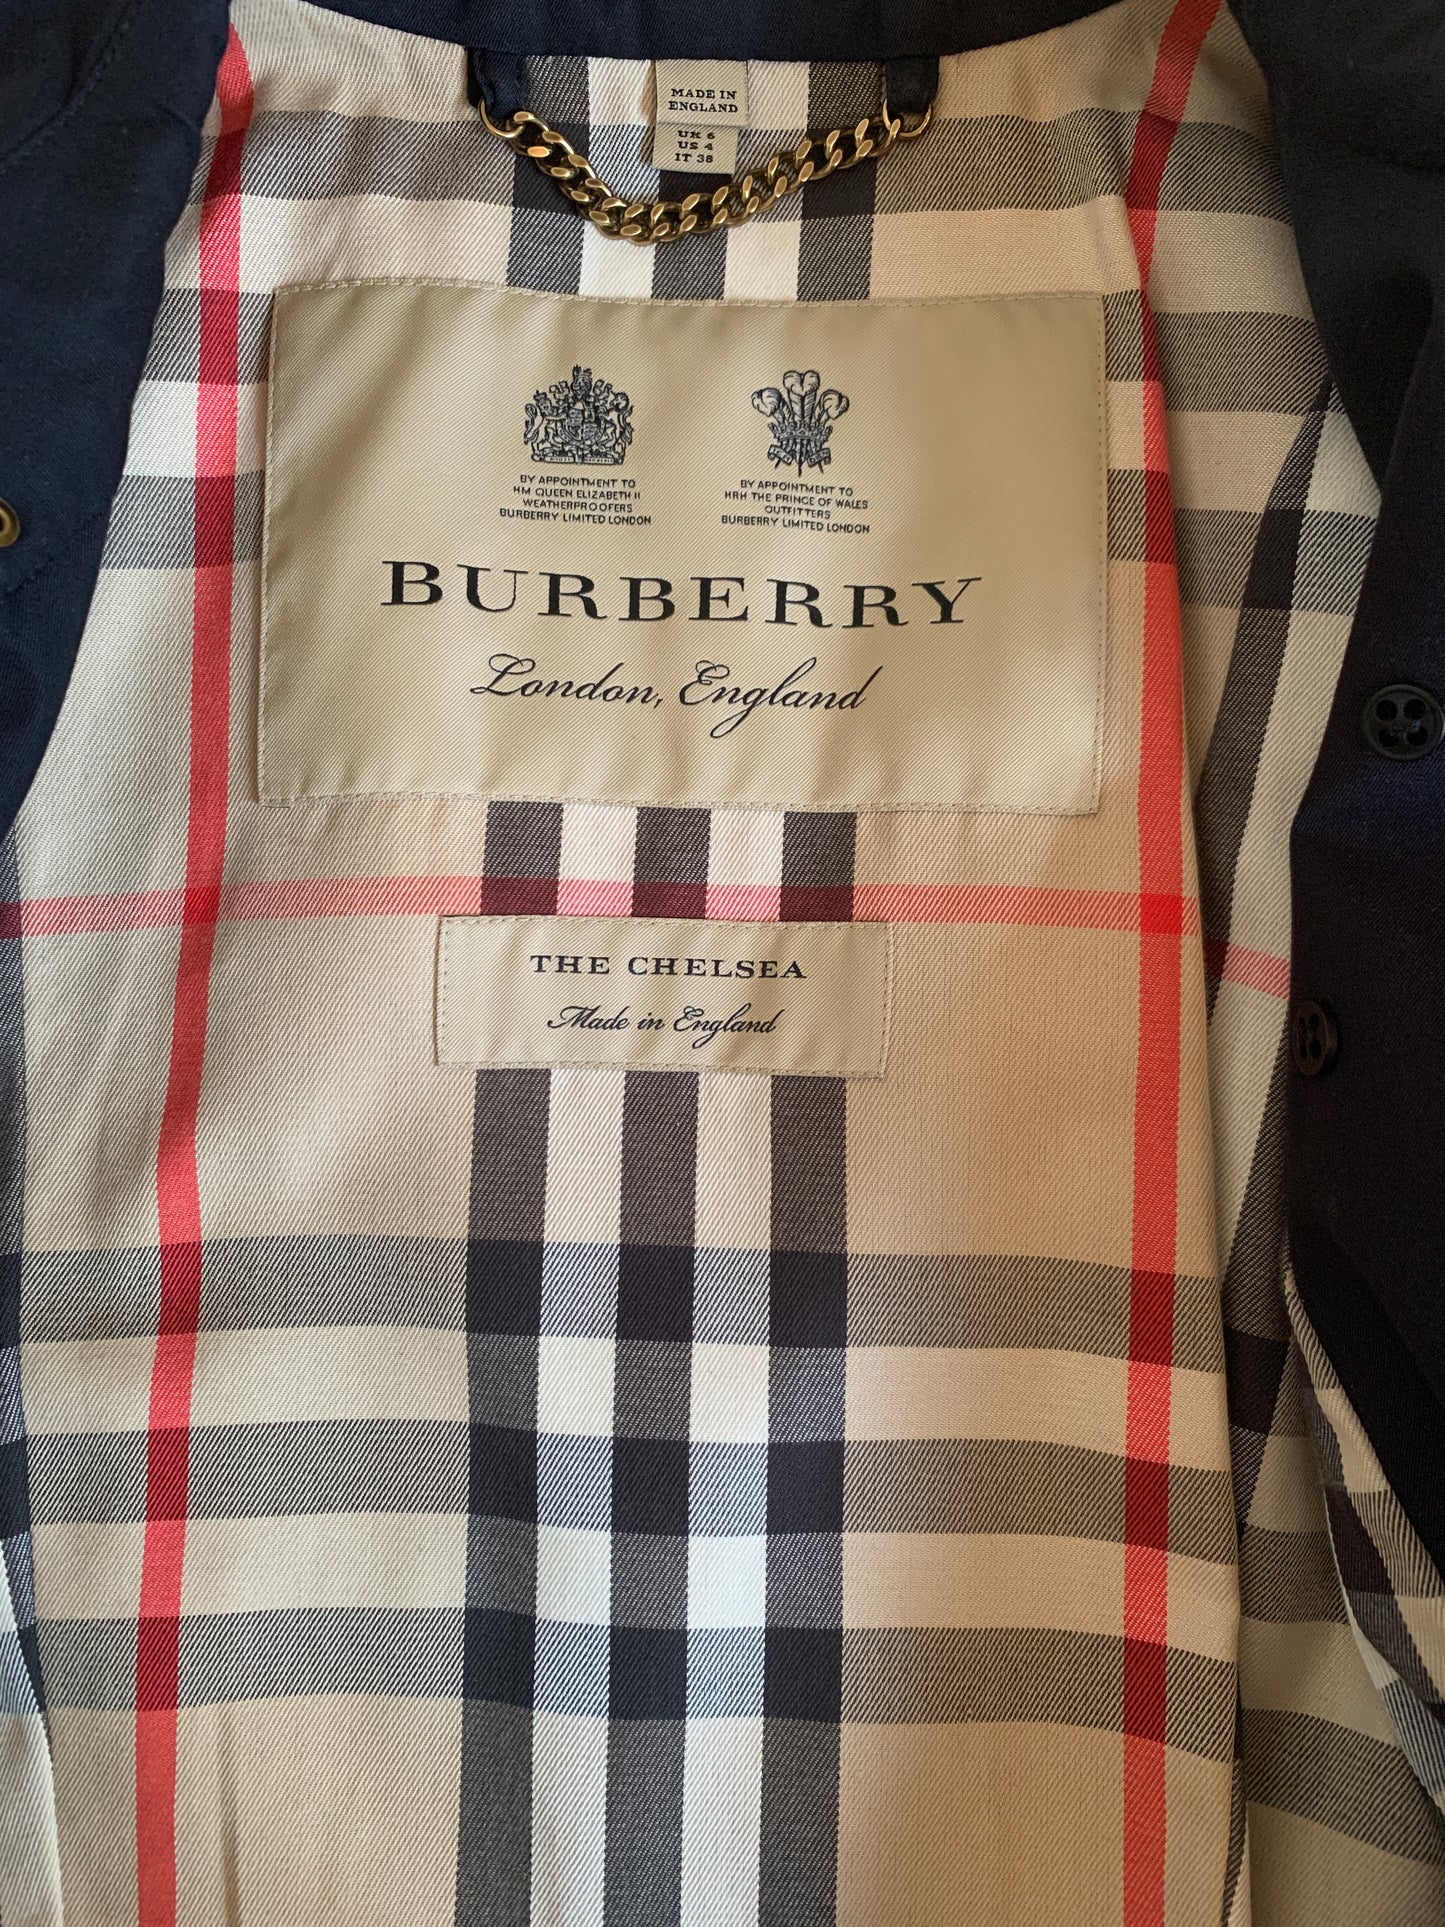 MADE IN
ENGLAND
UK 6
US 4
IT 38
BY APPOINTMENT TO
HM QUEEN ELIZABETH II
WEATHERPROOFERS
BURBERRY LIMITED LONDON
BY APPOINTMENT TO
HRH THE PRINCE OF WALES
OUTFITTERS
BURBERRY LIMITED LONDON
BURBERRY
London, England
THE CHELSEA
Made in England